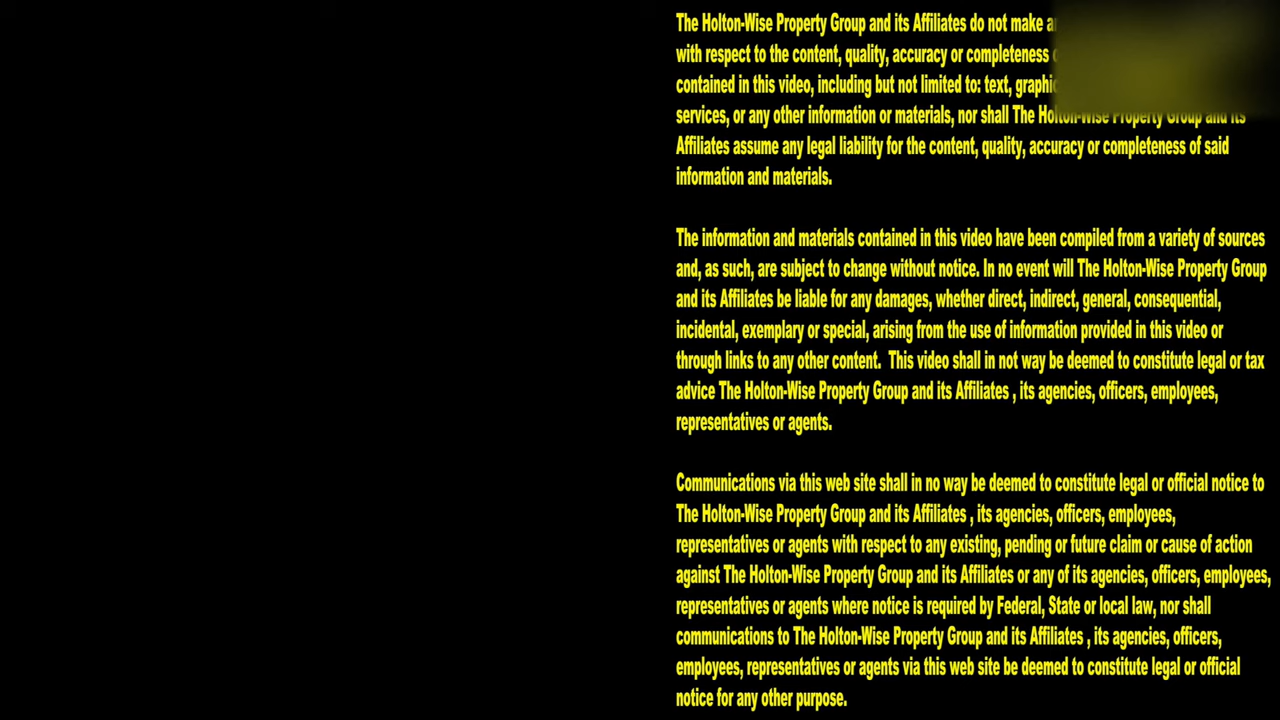 The Holton-Wise Property Group and its Affiliates do not make
with respect to the content, quality, accuracy or completeness
contained in this video, including but not limited to: text,
services, or any other information or materials, nor shall The Holton-Wise Property Group and its
Affiliates assume any legal liability for the content, quality, accuracy or completeness of said
information and materials.
The information and materials contained in this video have been compiled from a variety of sources
and, as such, are subject to change without notice. In no event will The Holton-Wise Property Group
and its Affiliates be liable for any damages, whether direct, indirect, general, consequential,
incidental, exemplary or special, arising from the use of information provided in this video or
through links to any other content.  This video shall in not way be deemed to constitute legal or tax
advice The Holton-Wise Property Group and its Affiliates , its agencies, officers, employees,
representatives or agents.
Communications via this web site shall in no way be deemed to constitute legal or official notice to
The Holton-Wise Property Group and its Affiliates , its agencies, officers, employees,
representatives or agents with respect to any existing, pending or future claim or cause of action
against The Holton-Wise Property Group and its Affiliates or any of its agencies, officers, employees,
representatives or agents where notice is required by Federal, State or local law, nor shall
communications to The Holton-Wise Property Group and its Affiliates , its agencies, officers,
employees, representatives or agents via this web site be deemed to constitute legal or official
notice for any other purpose.